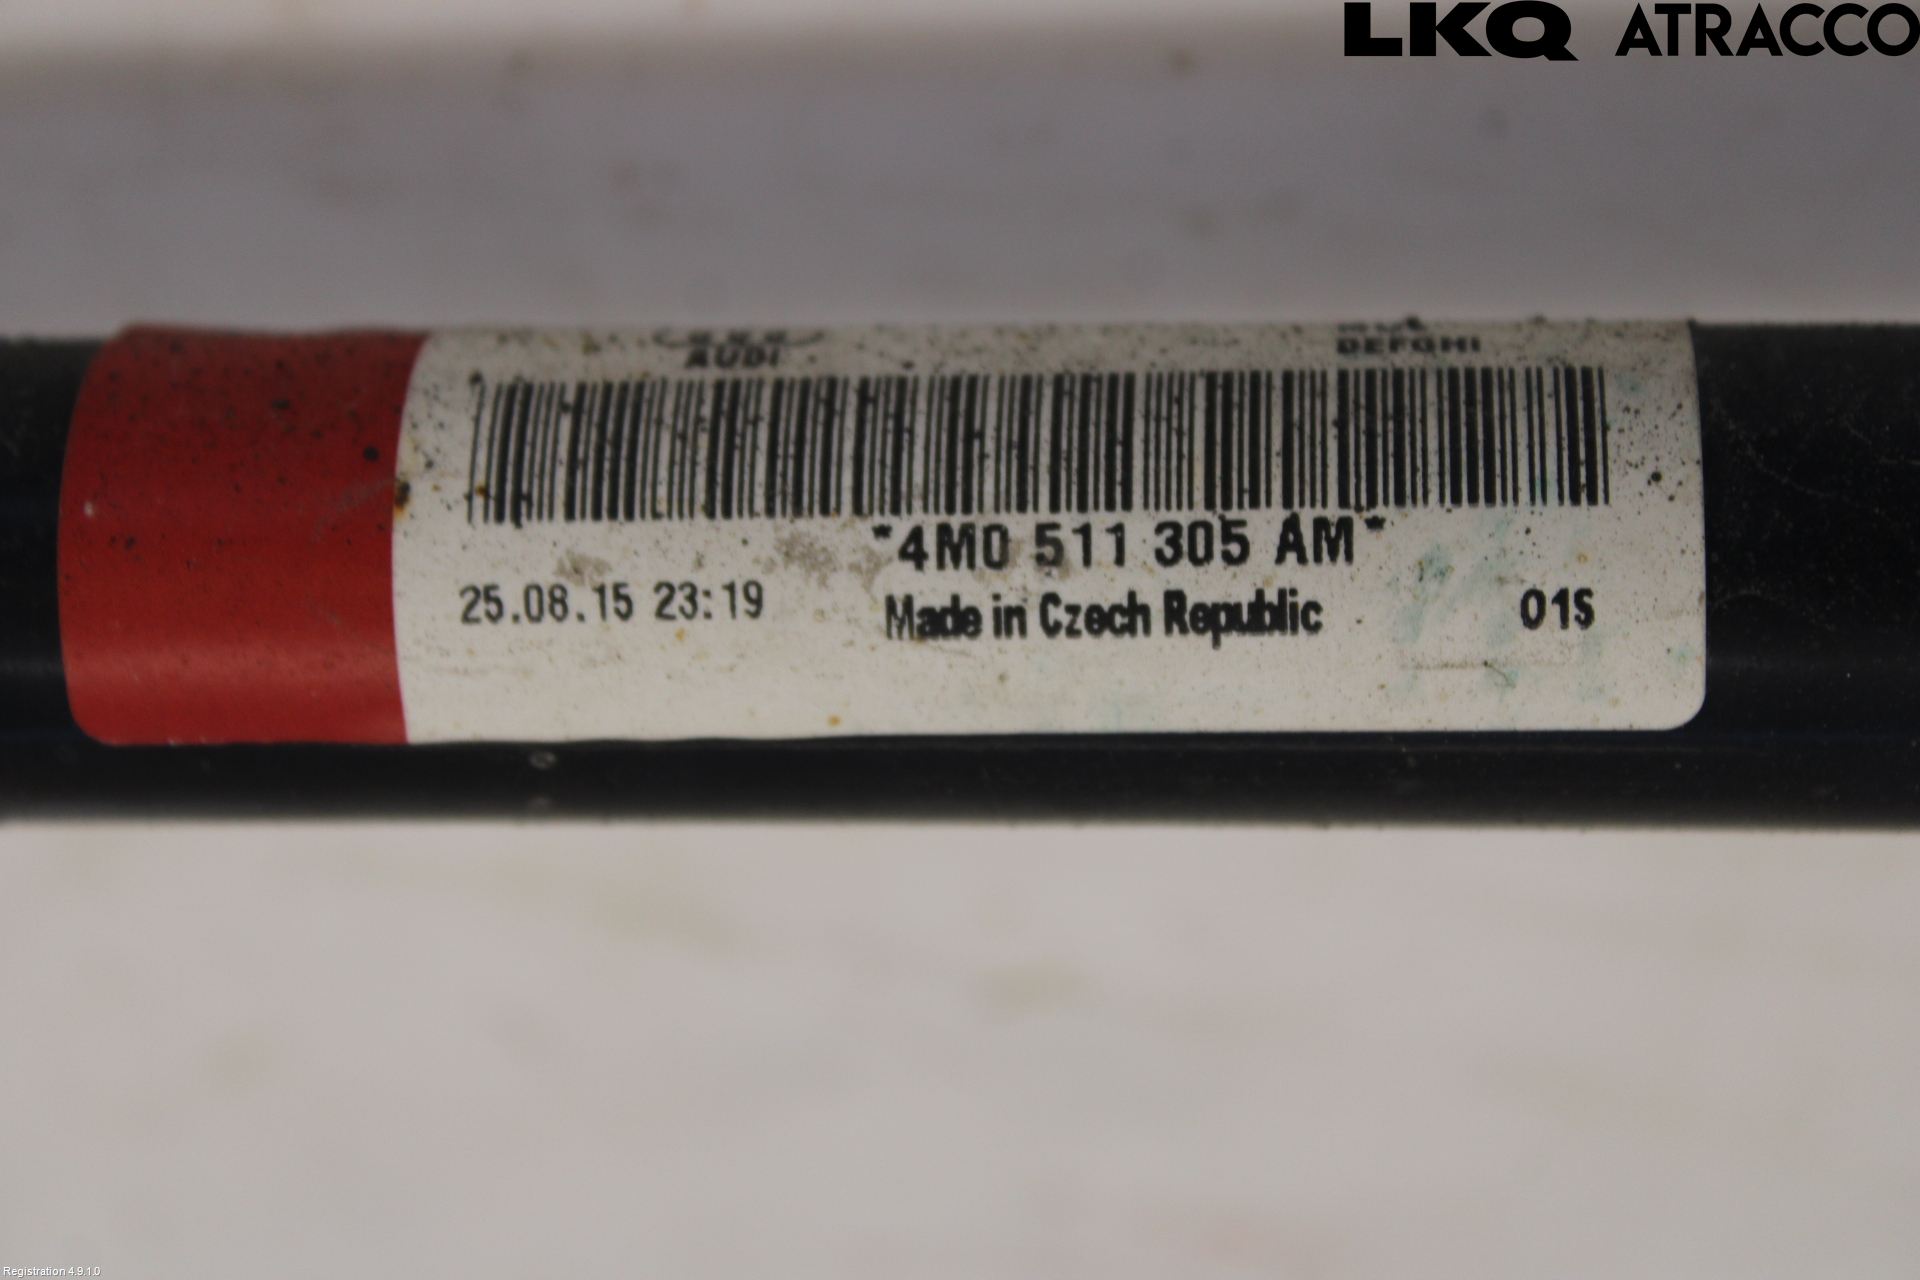 LKQ ATRACCO
AUDI
DEFGHI
*4M0 511 305 AM*
25.08.15 23:19 Made in Czech Republic 01S
Registration 4.9.1.0